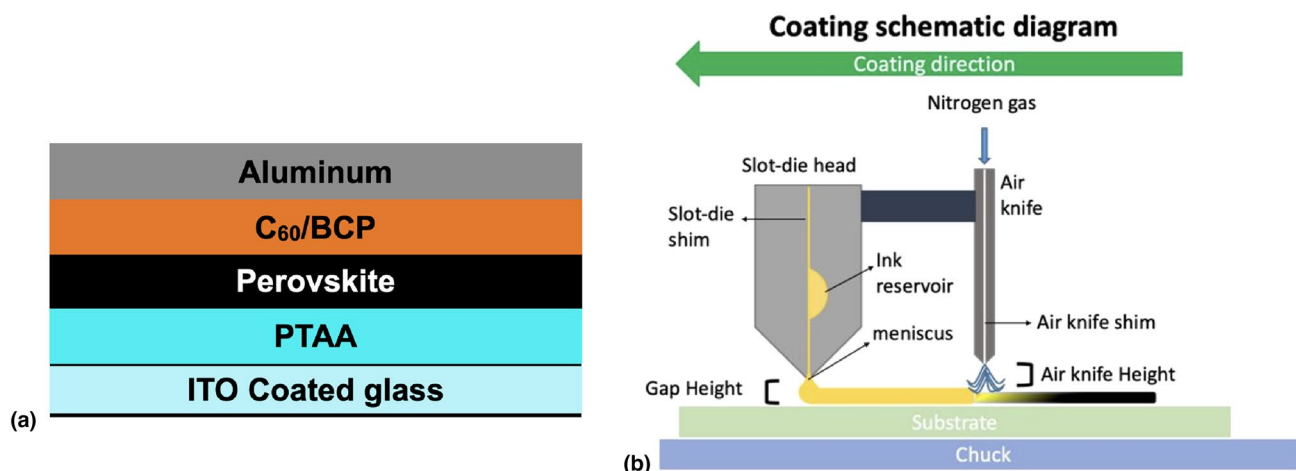 Aluminum
C₆₀/BCP
Perovskite
PTAA
ITO Coated glass
(a)
Coating schematic diagram
Coating direction
Nitrogen gas
Slot-die head
Air
knife
Slot-die
shim
Ink
reservoir
Air knife shim
meniscus
Gap Height
Air knife Height
Substrate
Chuck
(b)